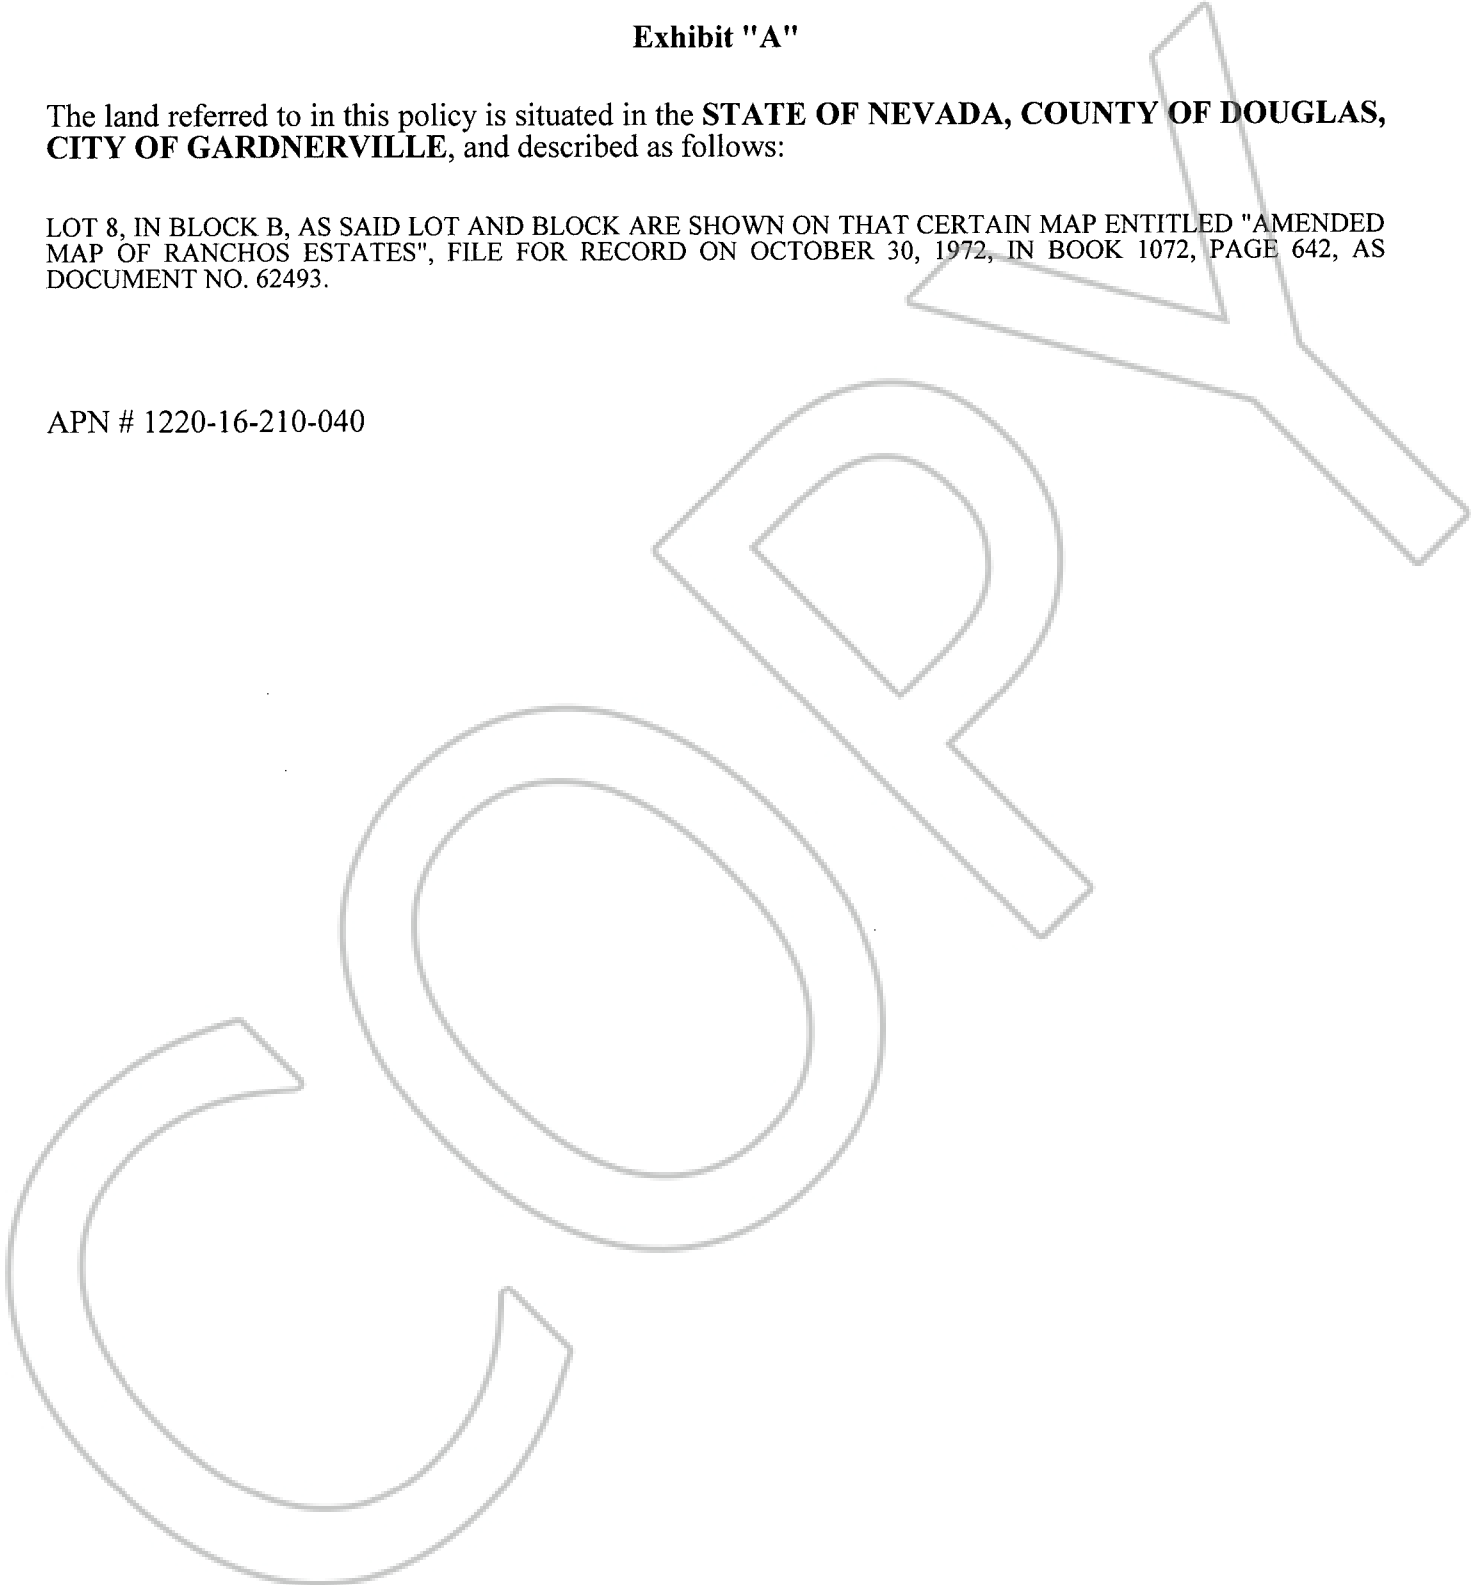 Exhibit "A"
The land referred to in this policy is situated in the STATE OF NEVADA, COUNTY OF DOUGLAS,
CITY OF GARDNERVILLE, and described as follows:
LOT 8, IN BLOCK B, AS SAID LOT AND BLOCK ARE SHOWN ON THAT CERTAIN MAP ENTITLED "AMENDED
MAP OF RANCHOS ESTATES", FILE FOR RECORD ON OCTOBER 30, 1972, IN BOOK 1072, PAGE 642, AS
DOCUMENT NO. 62493.
APN # 1220-16-210-040
COPY